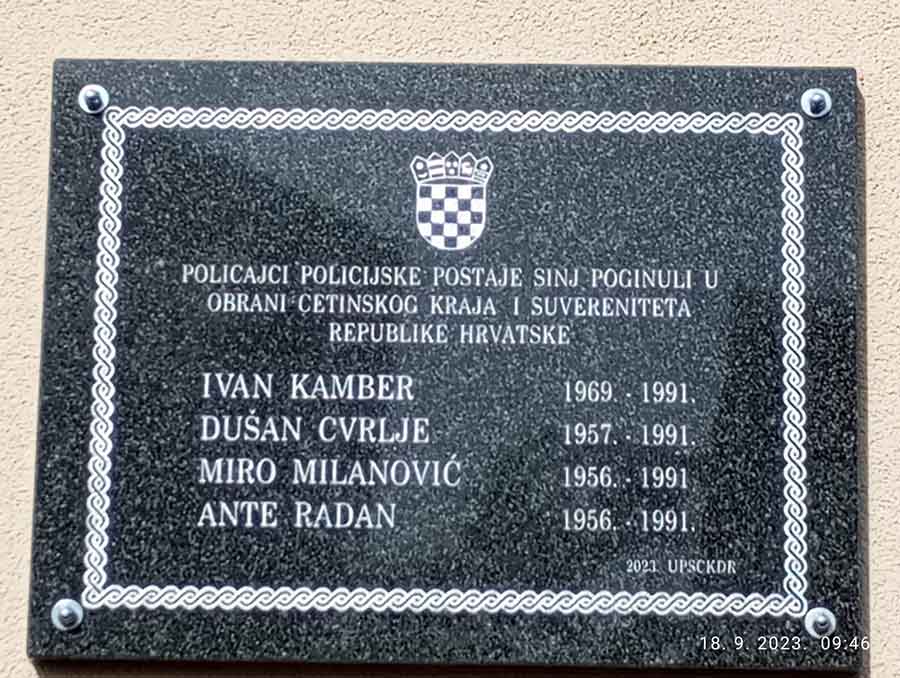 POLICAJCI POLICIJSKE POSTAJE SINJ POGINULI U
OBRANI CETINSKOG KRAJA I SUVERENITETA
REPUBLIKE HRVATSKE
IVAN KAMBER 1969. - 1991.
DUŠAN CVRLJE 1957. - 1991.
MIRO MILANOVIĆ 1956. - 1991
ANTE RADAN 1956. - 1991.
2023. UPSCKDR
18. 9. 2023. 09:46